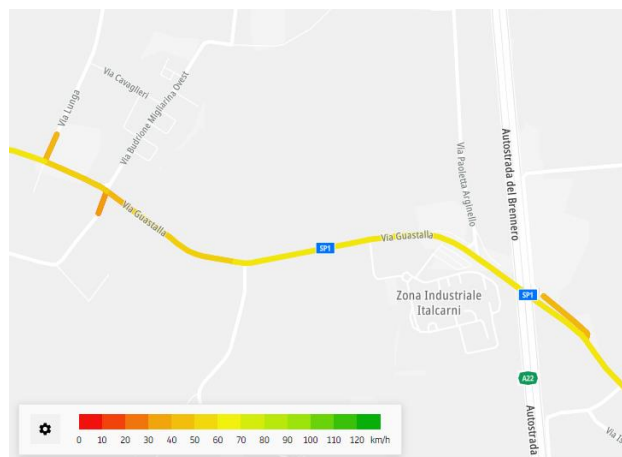 Via Cavaglieri
Via Lunga
Via Budrione Migliarina Ovest
Via Guastalla
SP1
Via Guastalla
Via Paoletta Arginello
Autostrada del Brennero
Zona Industriale
Italcarni
SP1
A22
Autostrada
0 10 20 30 40 50 60 70 80 90 100 110 120 km/h